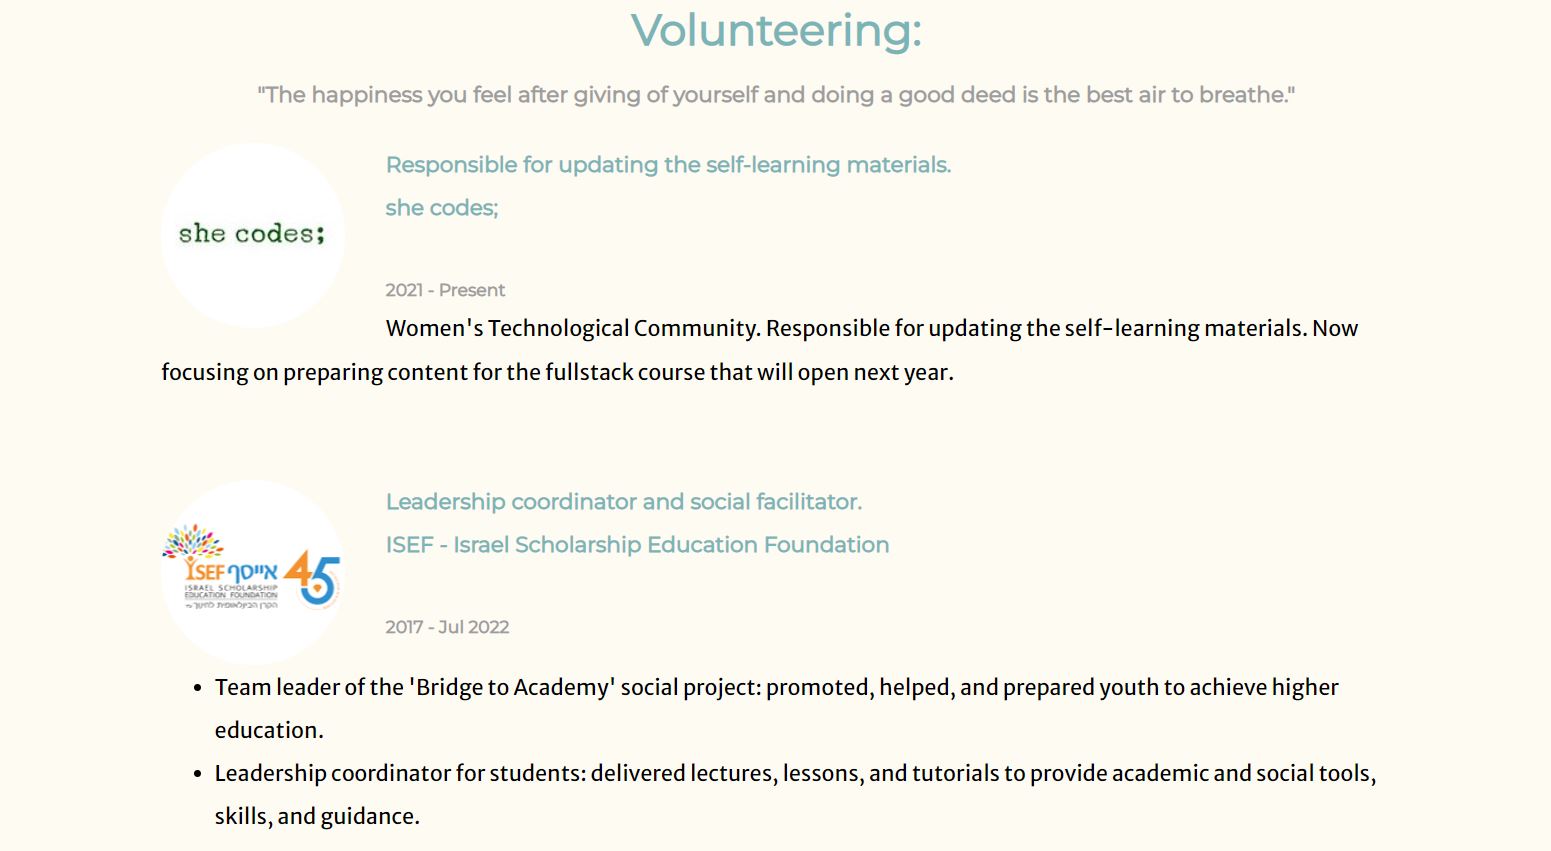 Volunteering:
"The happiness you feel after giving of yourself and doing a good deed is the best air to breathe."
she codes;
Responsible for updating the self-learning materials.
she codes;
2021 - Present
Women's Technological Community. Responsible for updating the self-learning materials. Now
focusing on preparing content for the fullstack course that will open next year.
ISEF אייסף 45
ISRAEL SCHOLARSHIP
EDUCATION FOUNDATION
הקרן הבינלאומית לחינוך
Leadership coordinator and social facilitator.
ISEF - Israel Scholarship Education Foundation
2017 - Jul 2022
• Team leader of the 'Bridge to Academy' social project: promoted, helped, and prepared youth to achieve higher
education.
• Leadership coordinator for students: delivered lectures, lessons, and tutorials to provide academic and social tools,
skills, and guidance.